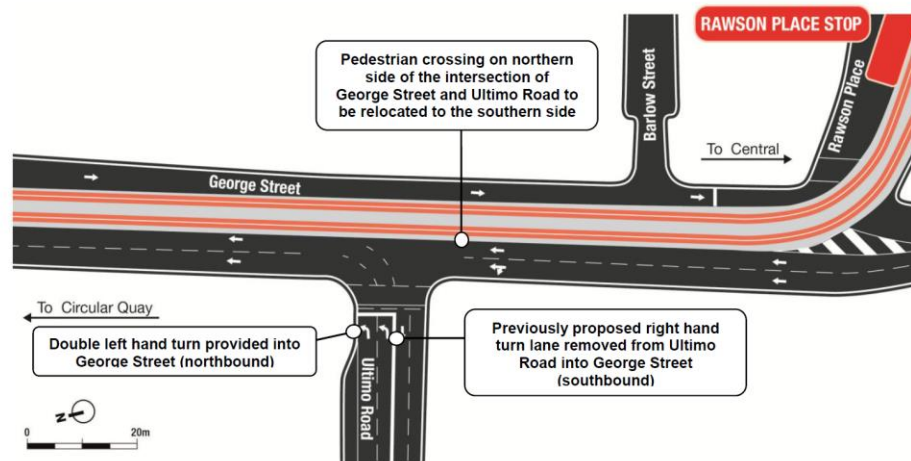 RAWSON PLACE STOP
Pedestrian crossing on northern
side of the intersection of
George Street and Ultimo Road to
be relocated to the southern side
Barlow Street
Rawson Place
To Central
George Street
To Circular Quay
Double left hand turn provided into
George Street (northbound)
Ultimo Road
Previously proposed right hand
turn lane removed from Ultimo
Road into George Street
(southbound)
N
0 20m